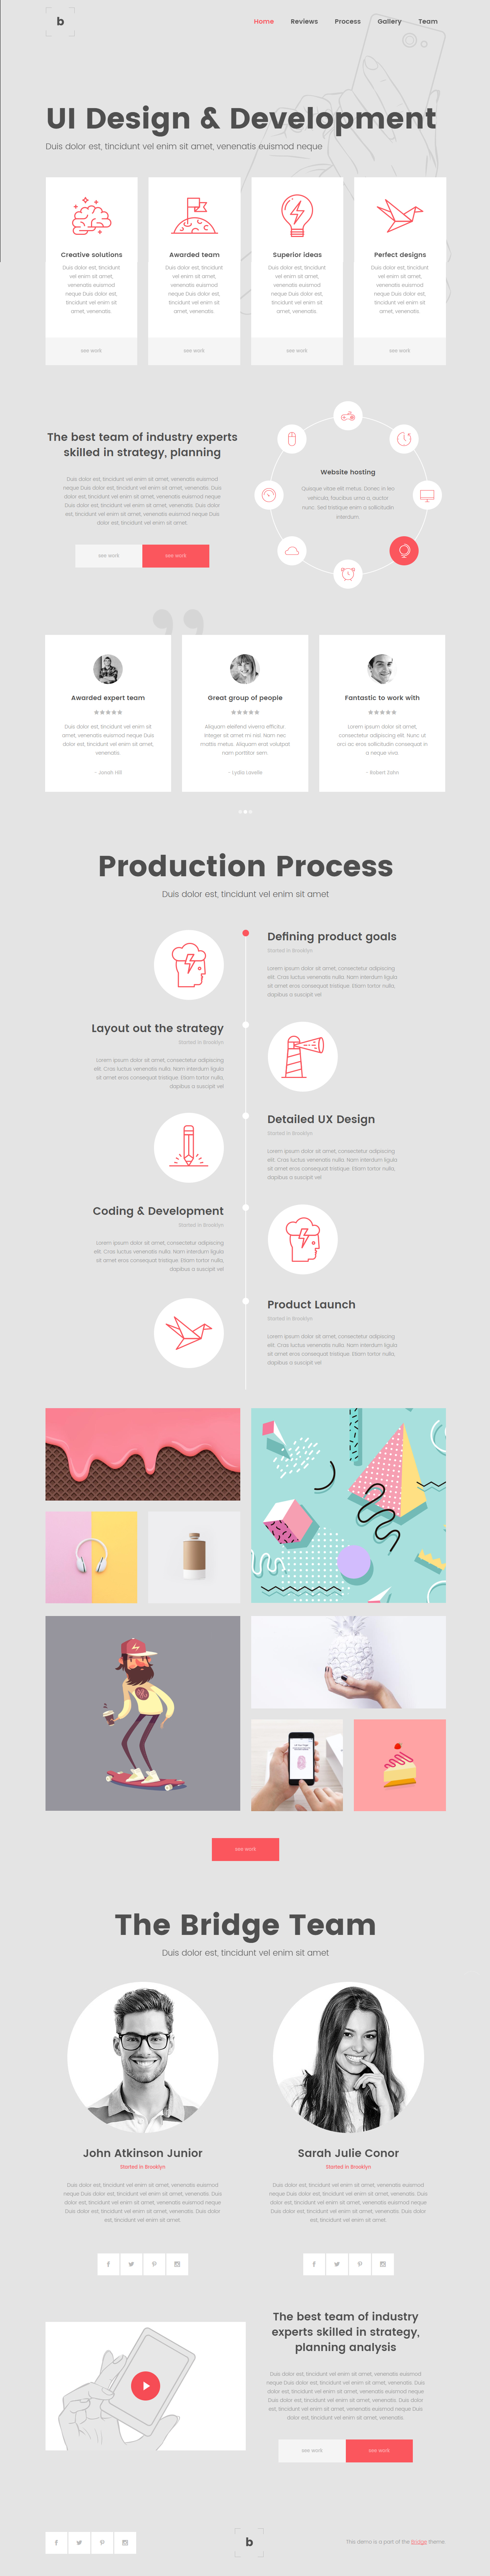 b
Home Reviews Process Gallery Team
UI Design & Development
Duis dolor est, tincidunt vel enim sit amet, venenatis euismod neque
Creative solutions
Duis dolor est, tincidunt
vel enim sit amet,
venenatis euismod
neque Duis dolor est,
tincidunt vel enim sit
amet, venenatis.
see work
Awarded team
Duis dolor est, tincidunt
vel enim sit amet,
venenatis euismod
neque Duis dolor est,
tincidunt vel enim sit
amet, venenatis.
see work
Superior ideas
Duis dolor est, tincidunt
vel enim sit amet,
venenatis euismod
neque Duis dolor est,
tincidunt vel enim sit
amet, venenatis.
see work
Perfect designs
Duis dolor est, tincidunt
vel enim sit amet,
venenatis euismod
neque Duis dolor est,
tincidunt vel enim sit
amet, venenatis.
see work
The best team of industry experts
skilled in strategy, planning
Duis dolor est, tincidunt vel enim sit amet, venenatis euismod
neque Duis dolor est, tincidunt vel enim sit amet, venenatis. Duis
dolor est, tincidunt vel enim sit amet, venenatis euismod neque Duis dolor
est, tincidunt vel enim sit amet, venenatis euismod neque Duis
dolor est, tincidunt vel enim sit amet.
see work see work
Website hosting
Quisque vitae elit metus. Donec in leo
vehicula, faucibus urna a, auctor
nunc. Sed tristique enim a sollicitudin
interdum.
”
Awarded expert team
Duis dolor est, tincidunt vel enim sit
amet, venenatis euismod neque Duis
dolor est, tincidunt vel enim sit amet,
venenatis.
- Jonah Hill
Great group of people
Aliquam eleifend viverra efficitur.
Integer sit amet mi nisl. Nam nec
mattis metus. Aliquam erat volutpat
nam porttitor sem.
- Lydia Lavelle
Fantastic to work with
Lorem ipsum dolor sit amet,
consectetur adipiscing elit. Nunc ut
orci ac eros sollicitudin consequat in
a neque vivo.
- Robert Zahn
Production Process
Duis dolor est, tincidunt vel enim sit amet
Defining product goals
Started in Brooklyn
Lorem ipsum dolor sit amet, consectetur adipiscing
elit. Cras luctus venenatis nulla. Nam interdum ligula
sit amet eros consequat tristique. Etiam tortor nulla,
dapibus a suscipit vel
Layout out the strategy
Started in Brooklyn
Lorem ipsum dolor sit amet, consectetur adipiscing
elit. Cras luctus venenatis nulla. Nam interdum ligula
sit amet eros consequat tristique. Etiam tortor nulla,
dapibus a suscipit vel
Detailed UX Design
Started in Brooklyn
Lorem ipsum dolor sit amet, consectetur adipiscing
elit. Cras luctus venenatis nulla. Nam interdum ligula
sit amet eros consequat tristique. Etiam tortor nulla,
dapibus a suscipit vel
Coding & Development
Started in Brooklyn
Lorem ipsum dolor sit amet, consectetur adipiscing
elit. Cras luctus venenatis nulla. Nam interdum ligula
sit amet eros consequat tristique. Etiam tortor nulla,
dapibus a suscipit vel
Product Launch
Started in Brooklyn
Lorem ipsum dolor sit amet, consectetur adipiscing
elit. Cras luctus venenatis nulla. Nam interdum ligula
sit amet eros consequat tristique. Etiam tortor nulla,
dapibus a suscipit vel
see work
The Bridge Team
Duis dolor est, tincidunt vel enim sit amet
John Atkinson Junior
Started in Brooklyn
Duis dolor est, tincidunt vel enim sit amet, venenatis euismod
neque Duis dolor est, tincidunt vel enim sit amet, venenatis. Duis
dolor est, tincidunt vel enim sit amet, venenatis euismod neque
Duis dolor est, tincidunt vel enim sit amet, venenatis. Duis dolor
est, tincidunt vel enim sit amet.
Sarah Julie Conor
Started in Brooklyn
Duis dolor est, tincidunt vel enim sit amet, venenatis euismod
neque Duis dolor est, tincidunt vel enim sit amet, venenatis. Duis
dolor est, tincidunt vel enim sit amet, venenatis euismod neque
Duis dolor est, tincidunt vel enim sit amet, venenatis. Duis dolor
est, tincidunt vel enim sit amet.
The best team of industry
experts skilled in strategy,
planning analysis
Duis dolor est, tincidunt vel enim sit amet, venenatis euismod
neque Duis dolor est, tincidunt vel enim sit amet, venenatis. Duis
dolor est, tincidunt vel enim sit amet, venenatis euismod neque
Duis dolor est, tincidunt vel enim sit amet, venenatis. Duis dolor
est, tincidunt vel enim sit amet, venenatis euismod neque Duis
dolor est, tincidunt vel enim sit amet, venenatis.
see work see work
b
This demo is a part of the Bridge theme.